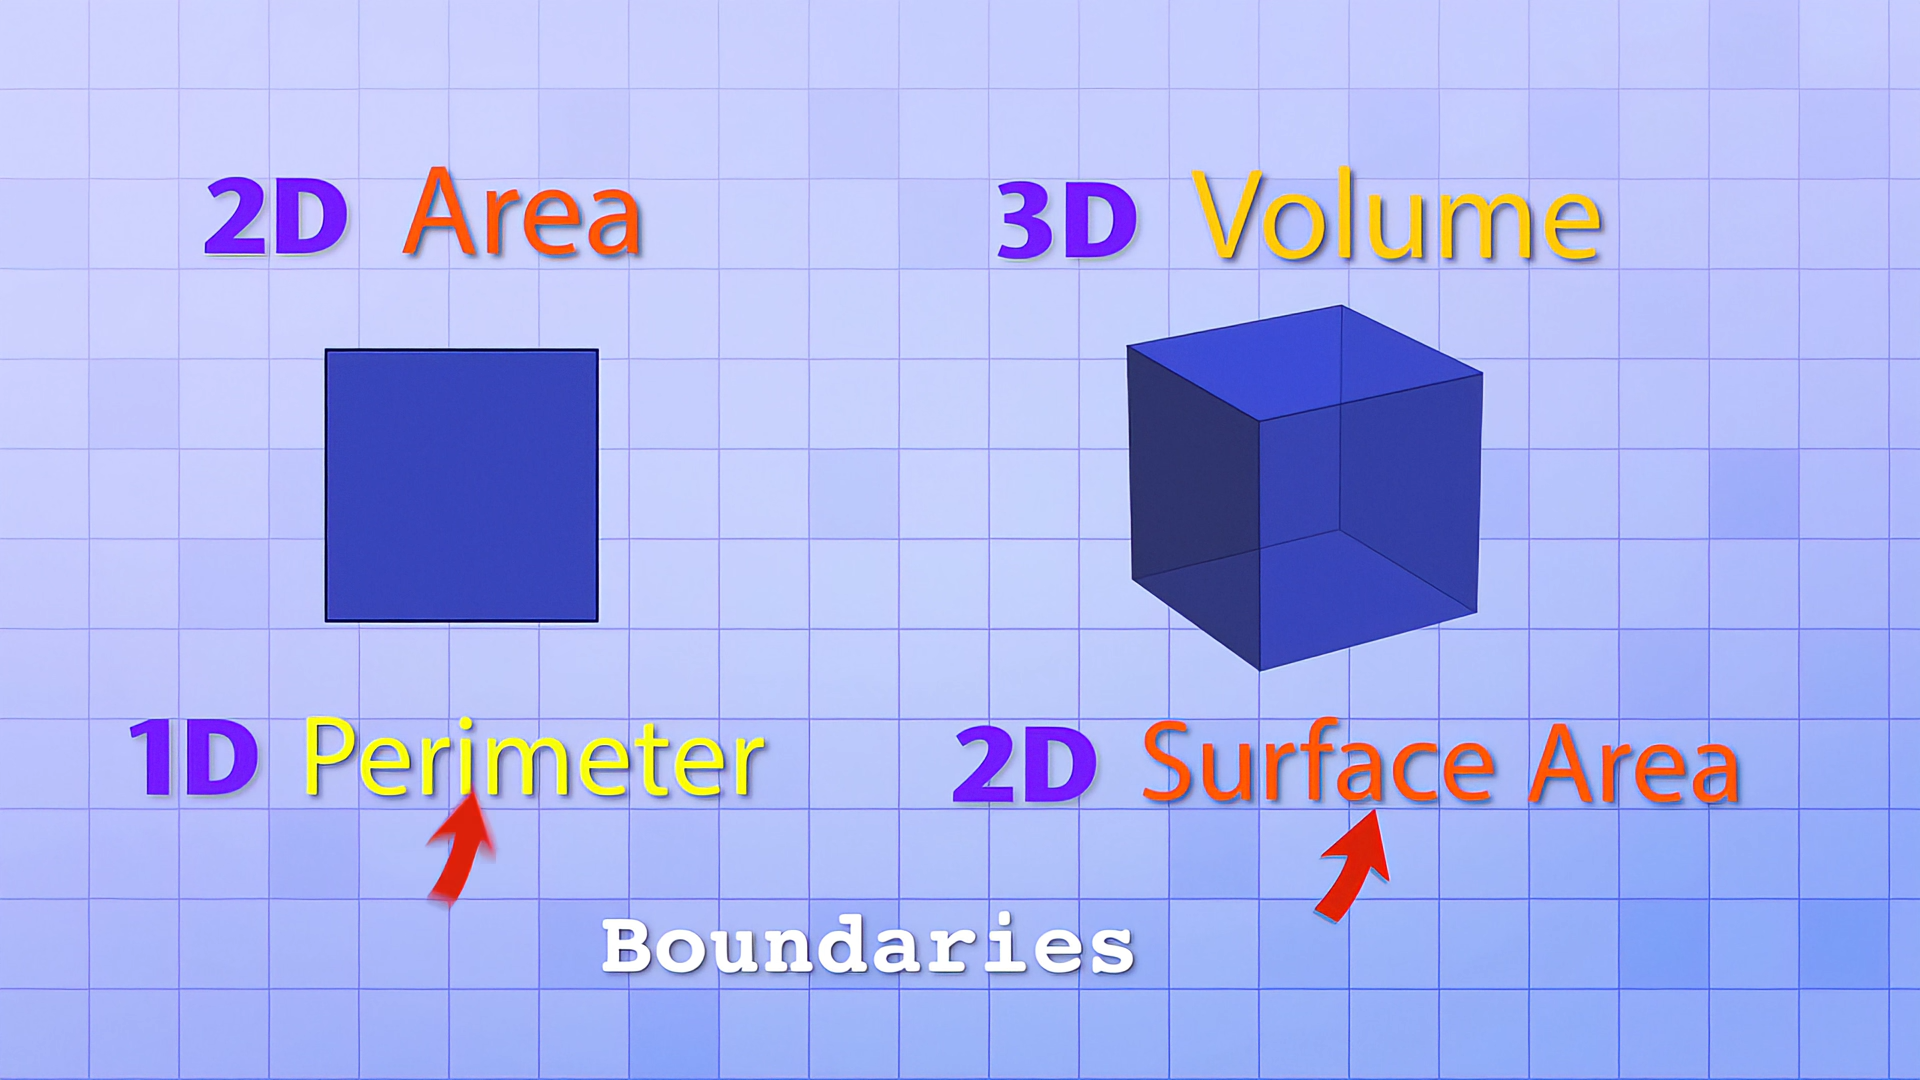 2D Area
3D Volume
1D Perimeter
2D Surface Area
Boundaries